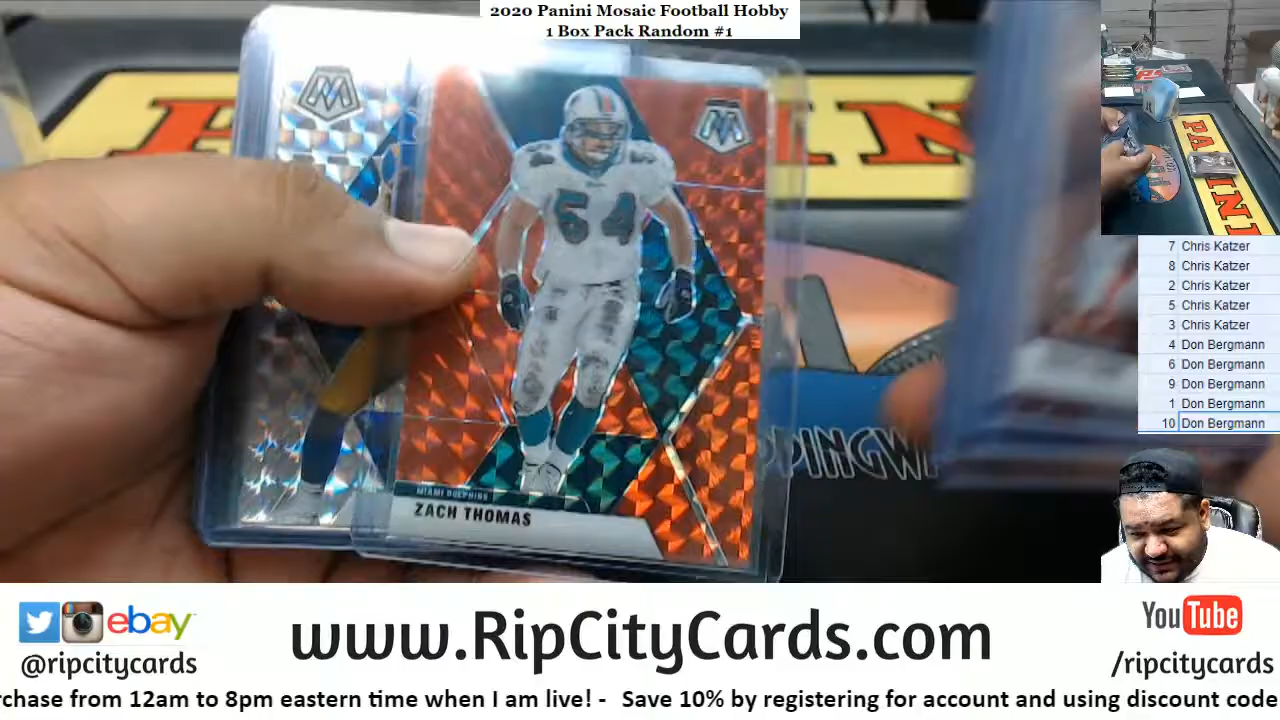 2020 Panini Mosaic Football Hobby
1 Box Pack Random #1
54
MIAMI DOLPHINS
ZACH THOMAS
PANINI
7 Chris Katzer
8 Chris Katzer
2 Chris Katzer
5 Chris Katzer
3 Chris Katzer
4 Don Bergmann
6 Don Bergmann
9 Don Bergmann
1 Don Bergmann
10 Don Bergmann
ebay
@ripcitycards
www.RipCityCards.com
YouTube
/ripcitycards
rchase from 12am to 8pm eastern time when I am live! - Save 10% by registering for account and using discount code